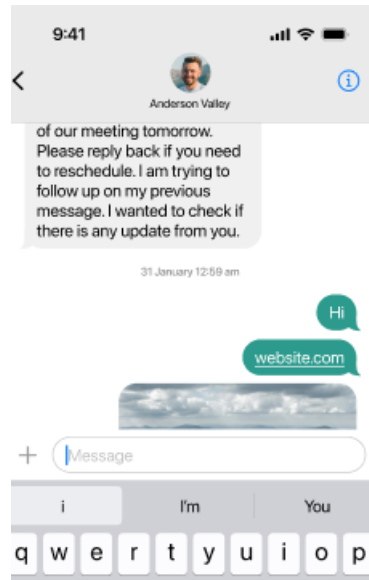 9:41
Anderson Valley
of our meeting tomorrow.
Please reply back if you need
to reschedule. I am trying to
follow up on my previous
message. I wanted to check if
there is any update from you.
31 January 12:59 am
Hi
website.com
Message
i I'm You
q w e r t y u i o p